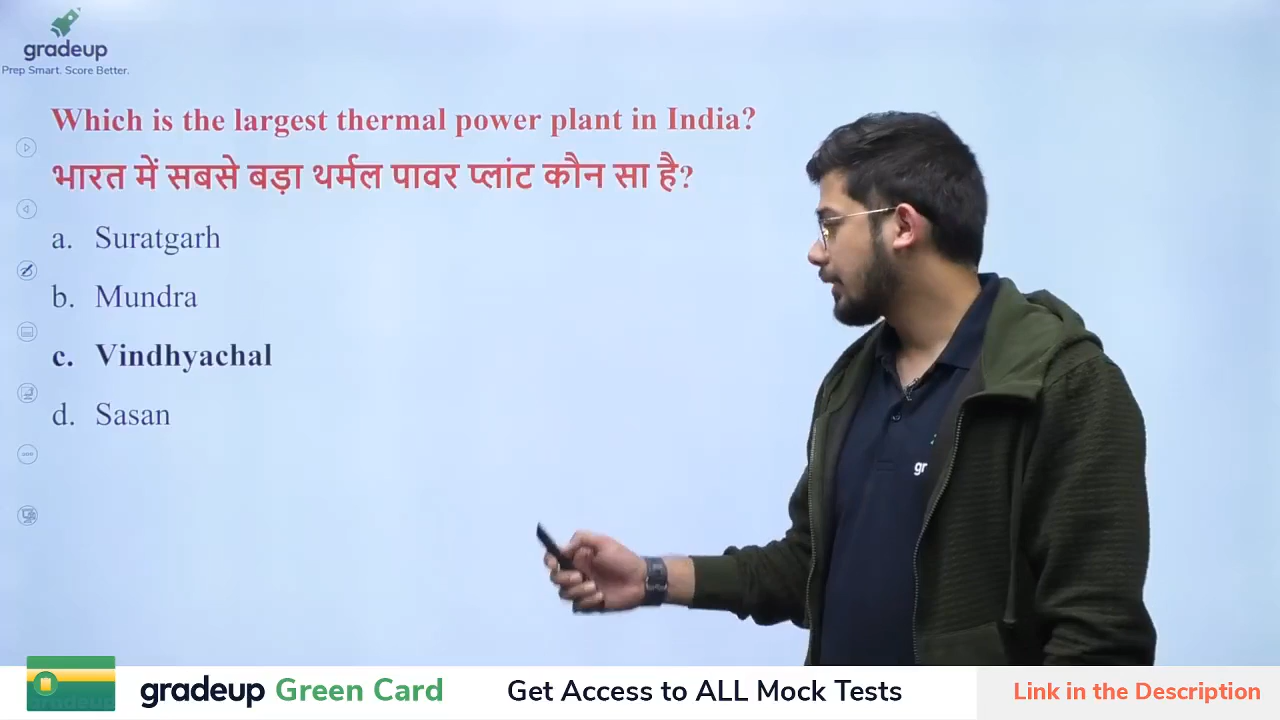 gradeup
Prep Smart. Score Better.
Which is the largest thermal power plant in India?
भारत में सबसे बड़ा थर्मल पावर प्लांट कौन सा है?
a. Suratgarh
b. Mundra
c. Vindhyachal
d. Sasan
gr
gradeup Green Card
Get Access to ALL Mock Tests
Link in the Description